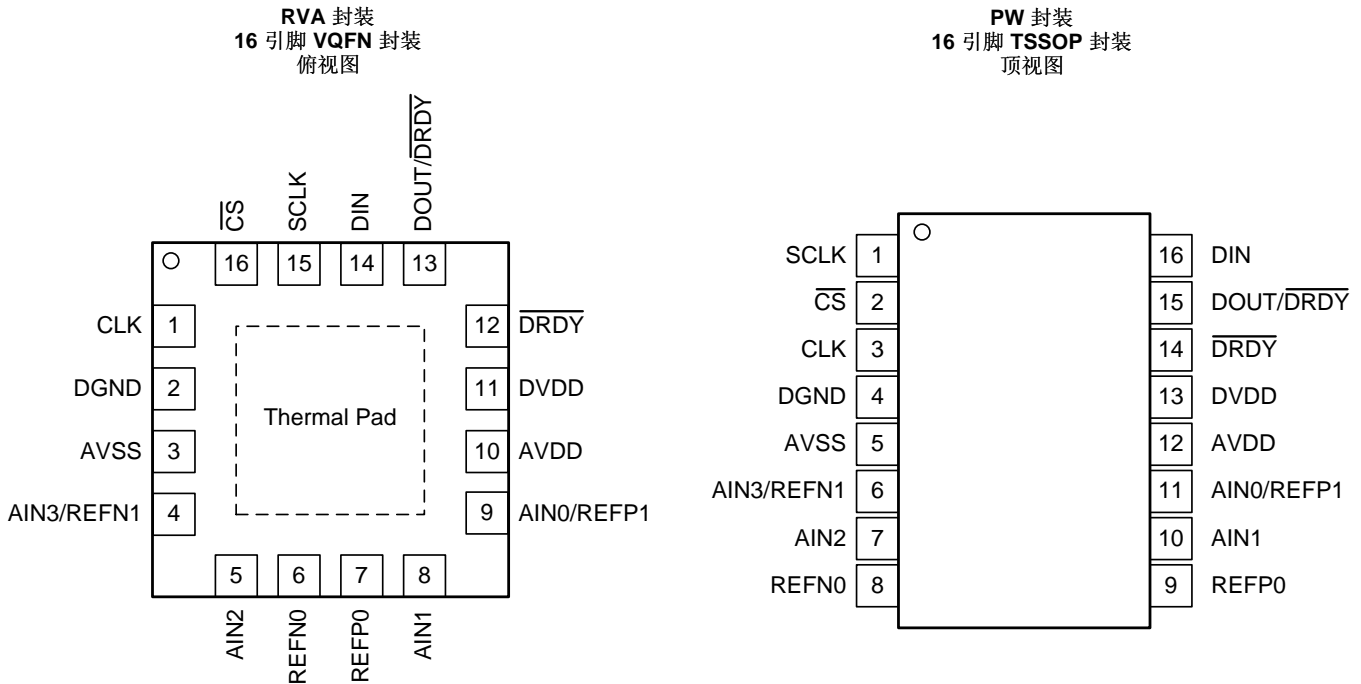 RVA 封装
16 引脚 VQFN 封装
俯视图
CS
SCLK
DIN
DOUT/DRDY
16
15
14
13
CLK 1
12 DRDY
DGND 2
11 DVDD
Thermal Pad
AVSS 3
10 AVDD
AIN3/REFN1 4
9 AIN0/REFP1
5
6
7
8
AIN2
REFN0
REFP0
AIN1
PW 封装
16 引脚 TSSOP 封装
顶视图
SCLK 1
16 DIN
CS 2
15 DOUT/DRDY
CLK 3
14 DRDY
DGND 4
13 DVDD
AVSS 5
12 AVDD
AIN3/REFN1 6
11 AIN0/REFP1
AIN2 7
10 AIN1
REFN0 8
9 REFP0